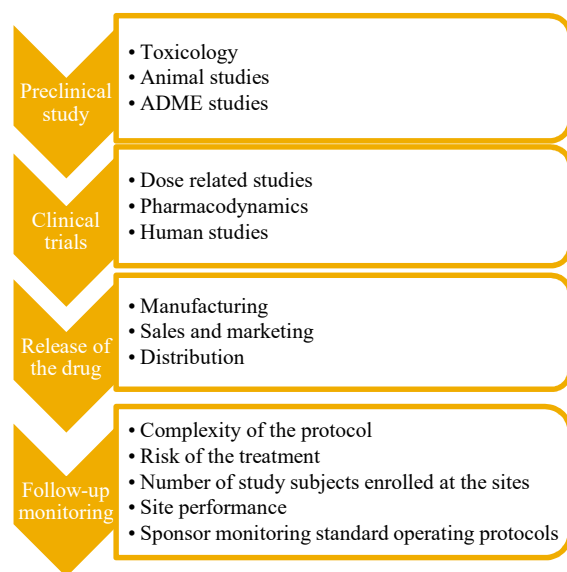 Preclinical
study
• Toxicology
• Animal studies
• ADME studies
Clinical
trials
• Dose related studies
• Pharmacodynamics
• Human studies
Release of
the drug
• Manufacturing
• Sales and marketing
• Distribution
Follow-up
monitoring
• Complexity of the protocol
• Risk of the treatment
• Number of study subjects enrolled at the sites
• Site performance
• Sponsor monitoring standard operating protocols